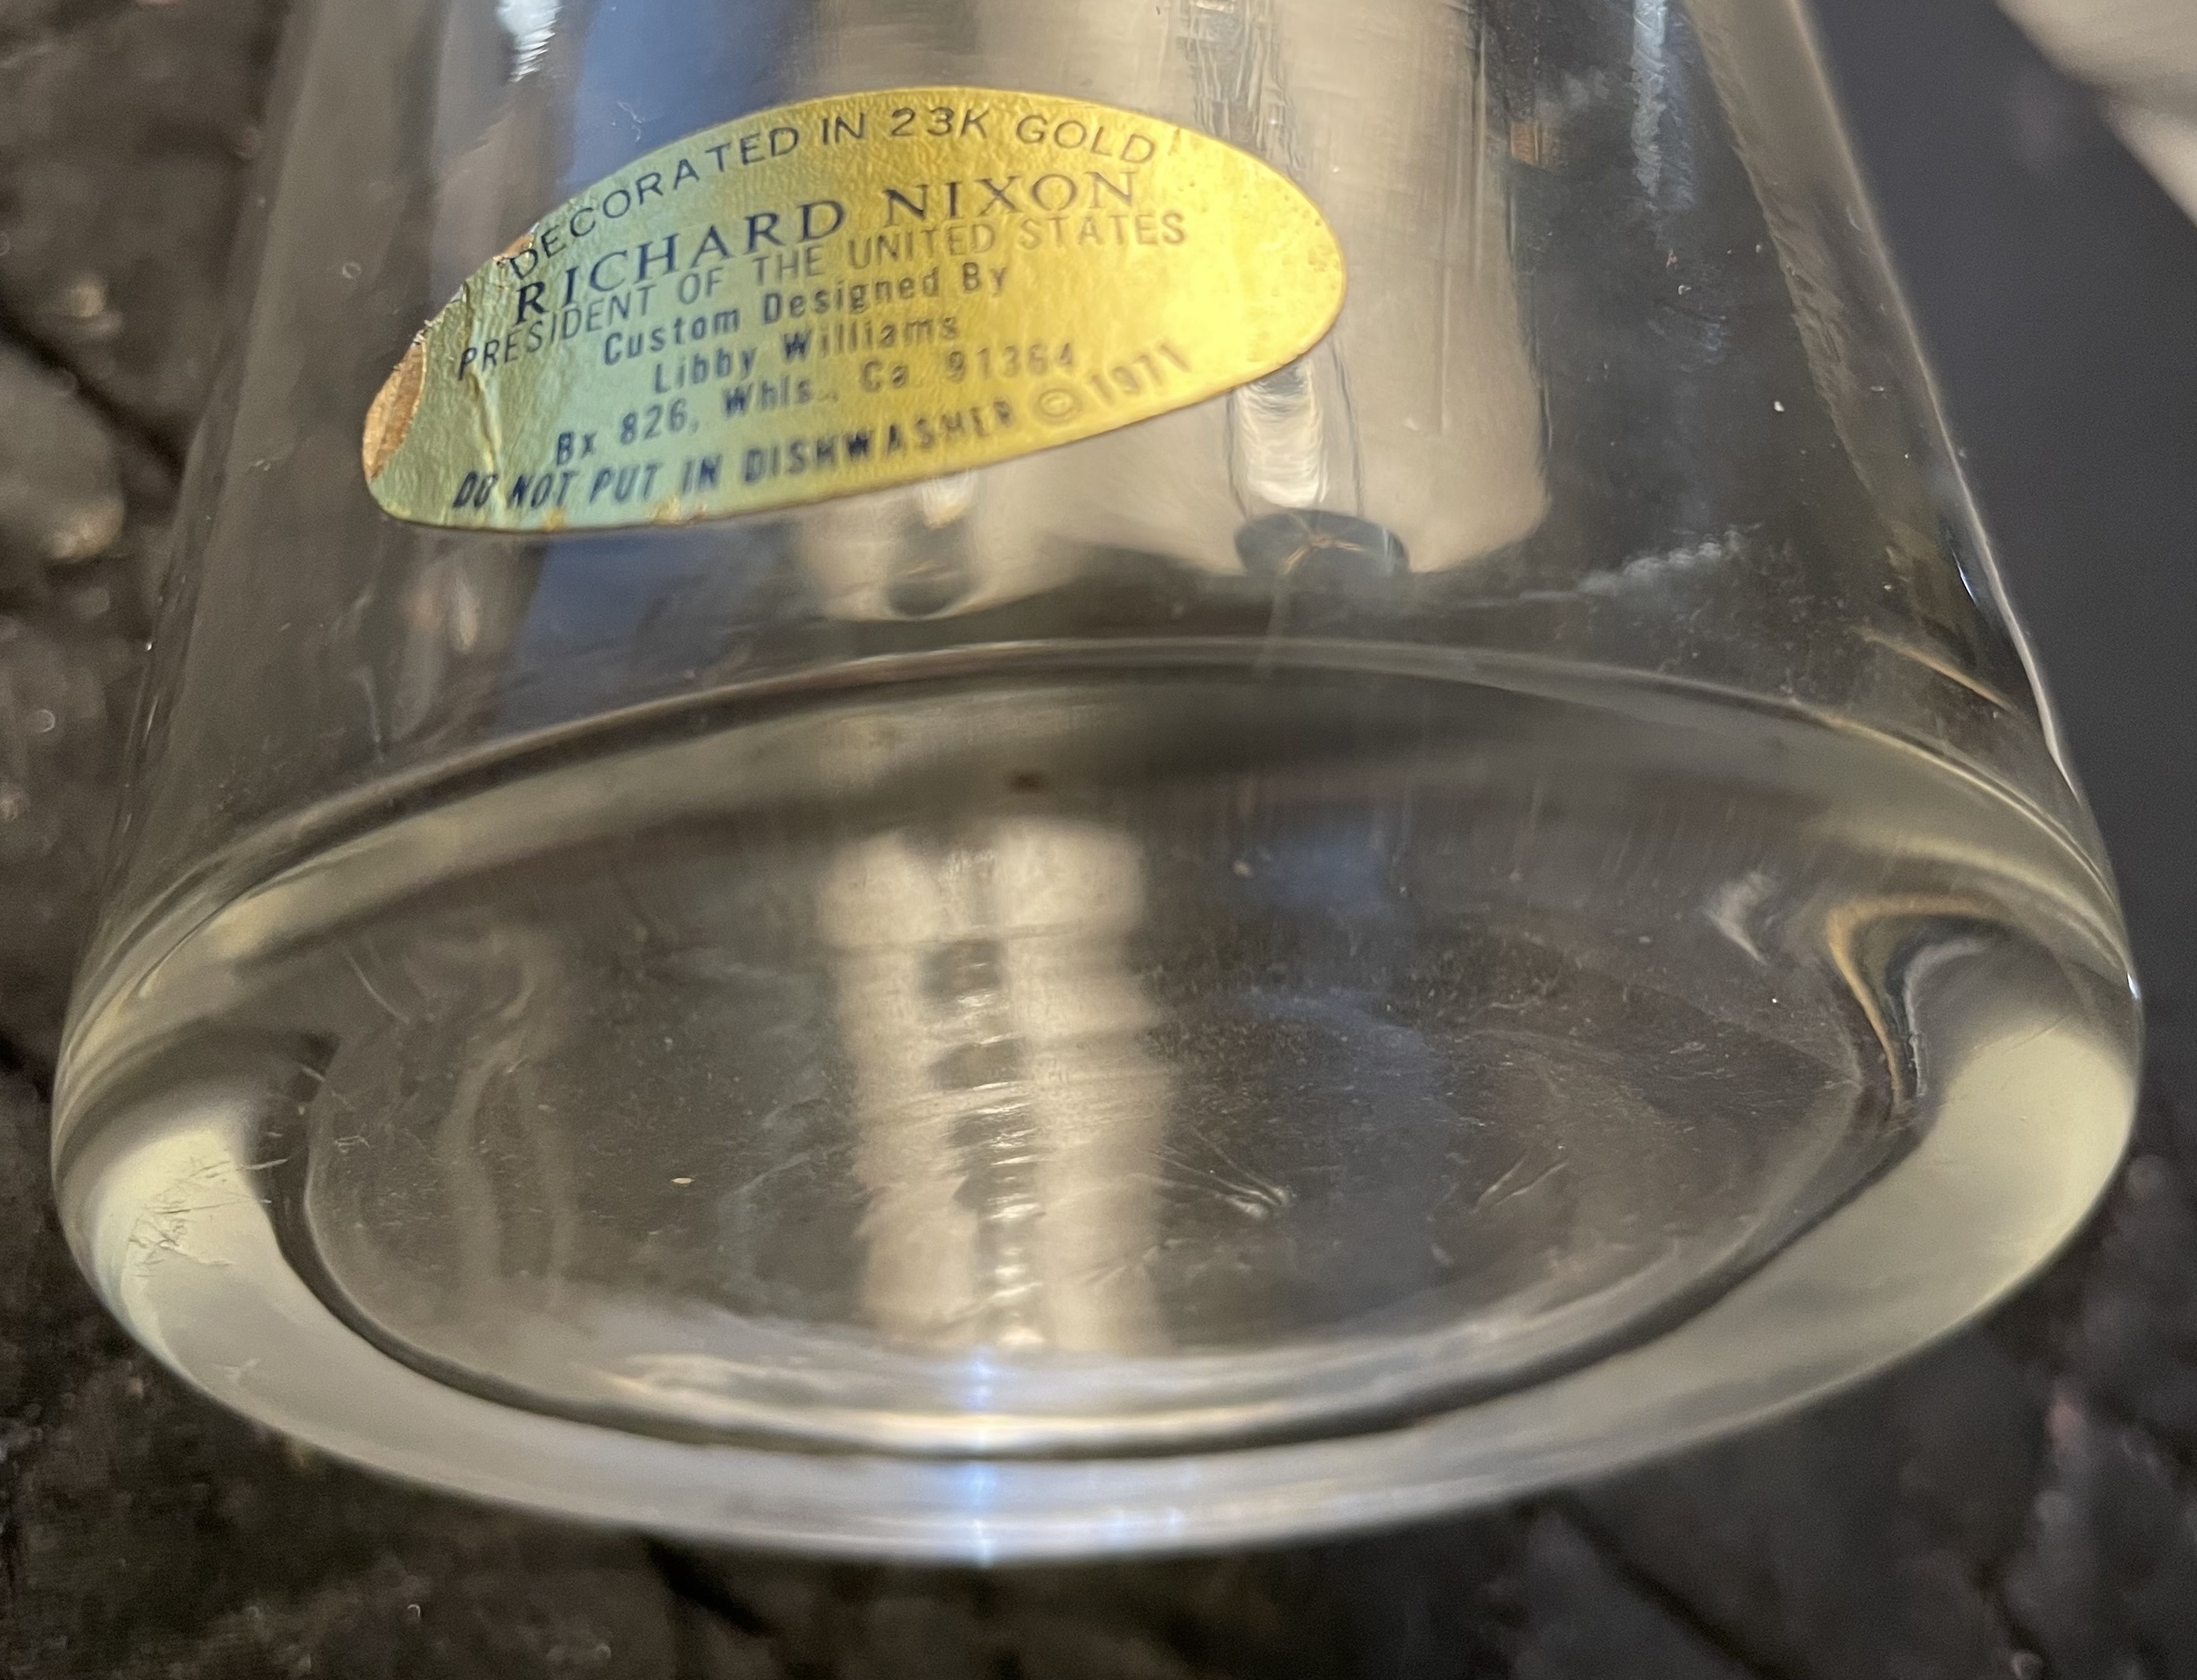 DECORATED IN 23K GOLD
RICHARD NIXON
PRESIDENT OF THE UNITED STATES
Custom Designed By
Libby Williams
Bx 826, Whls., Ca 91364
DO NOT PUT IN DISHWASHER © 1971